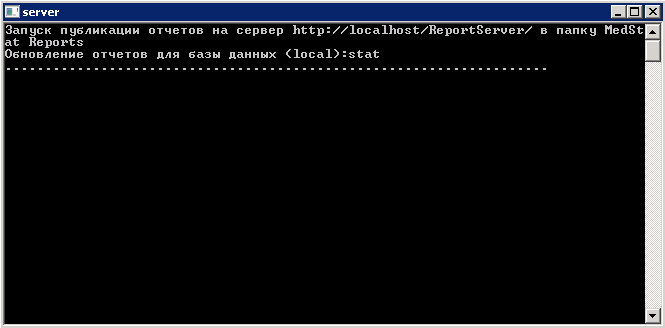 server
Запуск публикации отчетов на сервер http://localhost/ReportServer/ в папку MedSt
at Reports
Обновление отчетов для базы данных (local):stat
--------------------------------------------------------------------